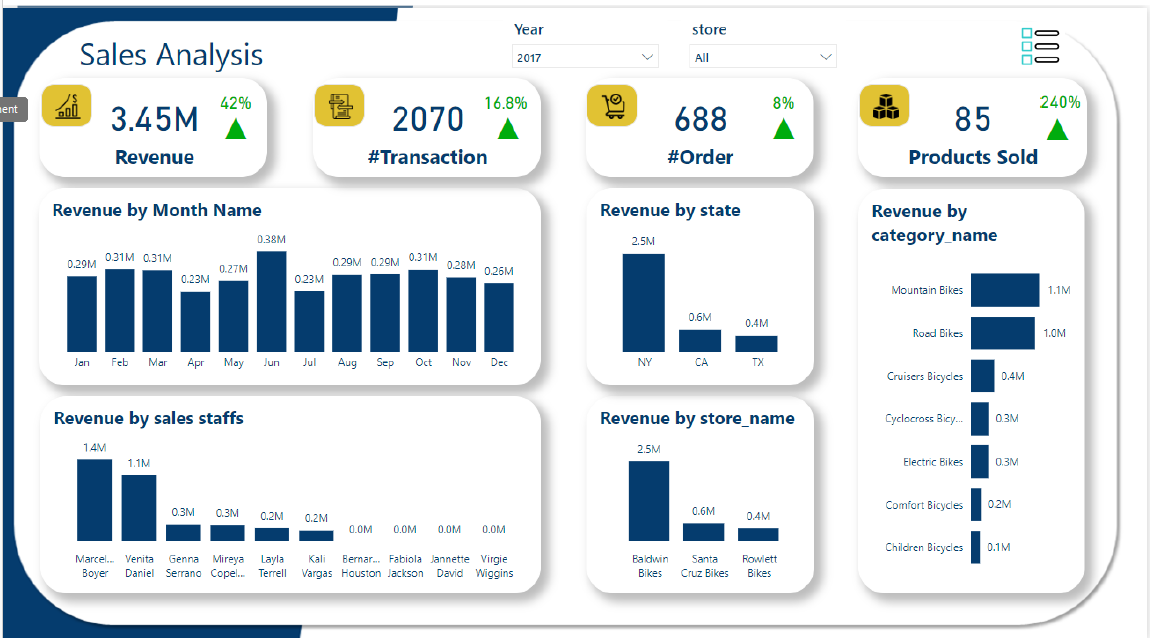 Sales Analysis
Year
store
2017
All
ent
3.45M
42%
Revenue
2070
16.8%
#Transaction
688
8%
#Order
85
240%
Products Sold
Revenue by Month Name
0.29M 0.31M 0.31M 0.23M 0.27M 0.38M 0.23M 0.29M 0.29M 0.31M 0.28M 0.26M
Jan Feb Mar Apr May Jun Jul Aug Sep Oct Nov Dec
Revenue by state
2.5M 0.6M 0.4M
NY CA TX
Revenue by
category_name
Mountain Bikes 1.1M
Road Bikes 1.0M
Cruisers Bicycles 0.4M
Cyclocross Bicy... 0.3M
Electric Bikes 0.3M
Comfort Bicycles 0.2M
Children Bicycles 0.1M
Revenue by sales staffs
1.4M 1.1M 0.3M 0.3M 0.2M 0.2M 0.0M 0.0M 0.0M 0.0M
Marcel... Venita Genna Mireya Layla Kali Bernar... Fabiola Jannette Virgie
Boyer Daniel Serrano Copel... Terrell Vargas Houston Jackson David Wiggins
Revenue by store_name
2.5M 0.6M 0.4M
Baldwin Santa Rowlett
Bikes Cruz Bikes Bikes